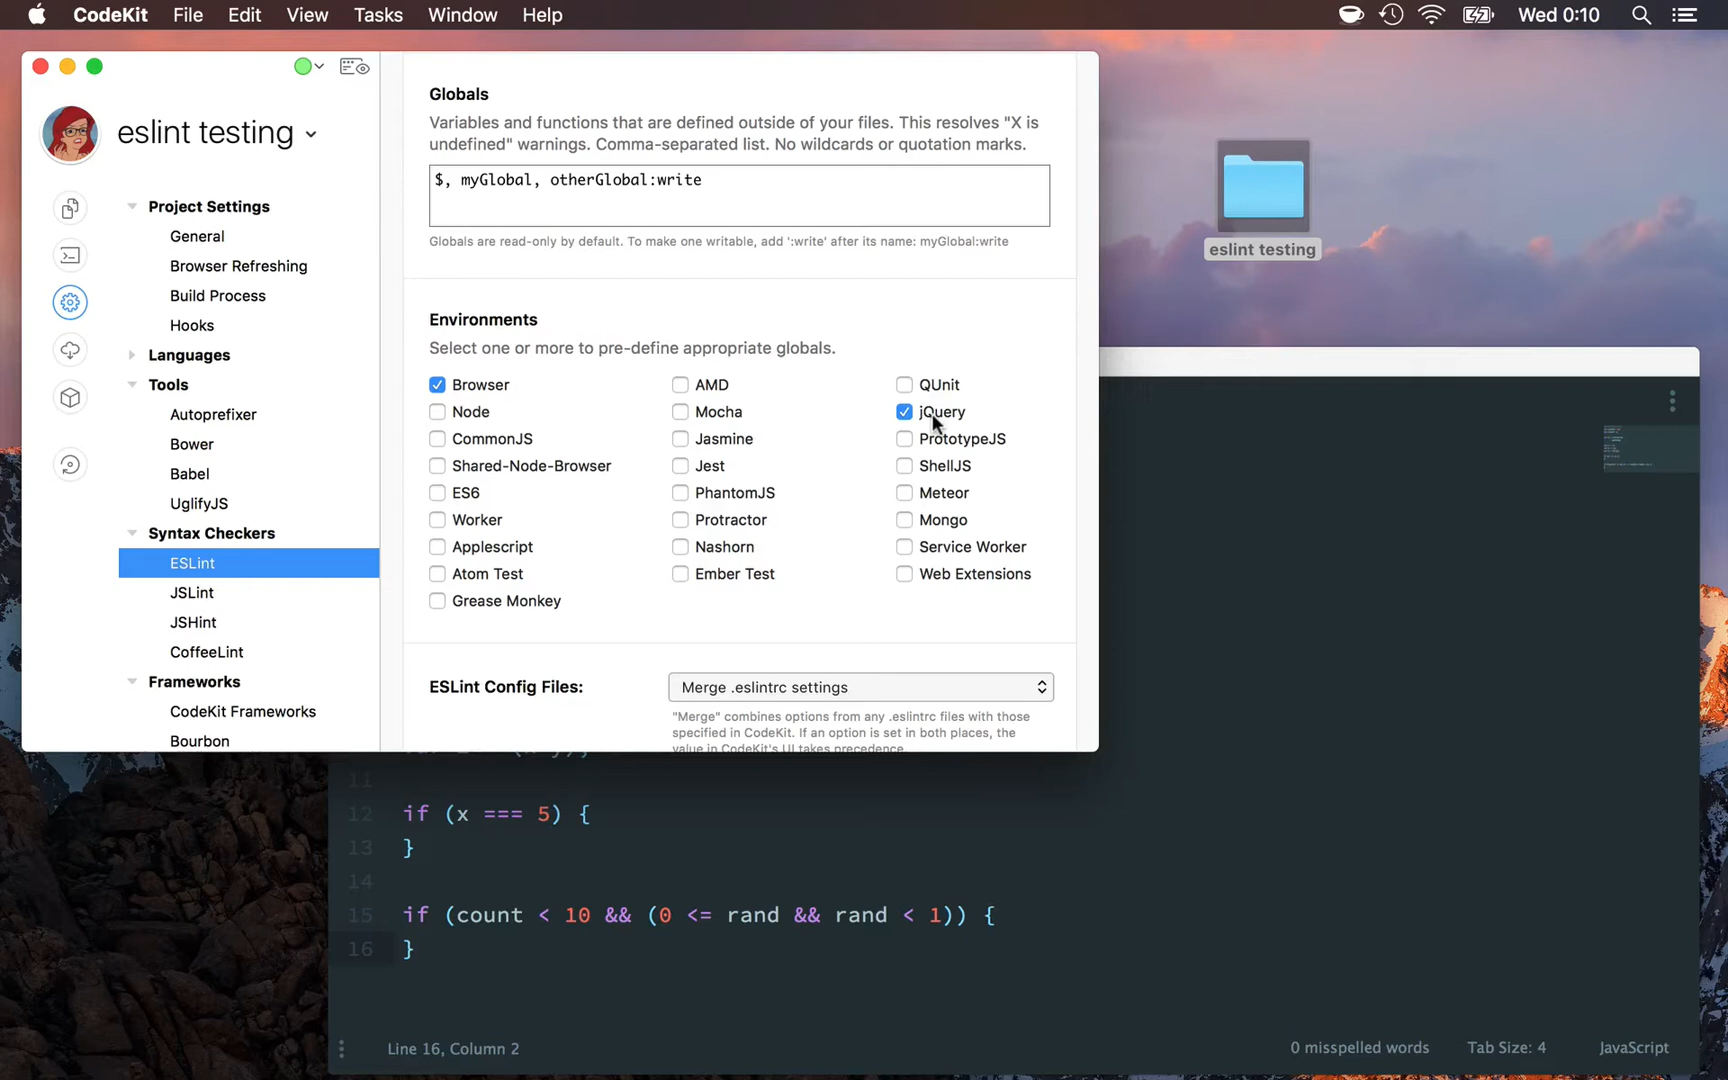 CodeKit File Edit View Tasks Window Help Wed 0:10
eslint testing
Project Settings
General
Browser Refreshing
Build Process
Hooks
Languages
Tools
Autoprefixer
Bower
Babel
UglifyJS
Syntax Checkers
ESLint
JSLint
JSHint
CoffeeLint
Frameworks
CodeKit Frameworks
Bourbon
Globals
Variables and functions that are defined outside of your files. This resolves "X is
undefined" warnings. Comma-separated list. No wildcards or quotation marks.
$, myGlobal, otherGlobal:write
Globals are read-only by default. To make one writable, add ':write' after its name: myGlobal:write
Environments
Select one or more to pre-define appropriate globals.
Browser AMD QUnit
Node Mocha jQuery
CommonJS Jasmine PrototypeJS
Shared-Node-Browser Jest ShellJS
ES6 PhantomJS Meteor
Worker Protractor Mongo
Applescript Nashorn Service Worker
Atom Test Ember Test Web Extensions
Grease Monkey
ESLint Config Files: Merge .eslintrc settings
"Merge" combines options from any .eslintrc files with those
specified in CodeKit. If an option is set in both places, the
value in CodeKit's UI takes precedence.
eslint testing
11
12 if (x === 5) {
13 }
14
15 if (count < 10 && (0 <= rand && rand < 1)) {
16 }
Line 16, Column 2 0 misspelled words Tab Size: 4 JavaScript